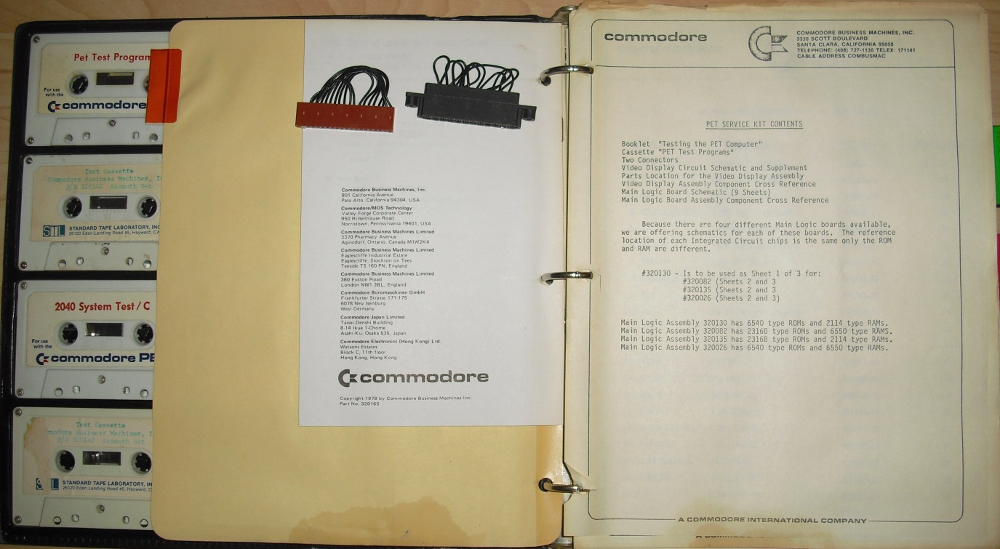 Pet Test Program
For use
with the
commodore
Test Cassette
Commodore Business Machines, I
P/N 320142 Azimuth Set
STL STANDARD TAPE LABORATORY, INC
26120 Eden Landing Road #5, Hayward, CA
2040 System Test/C
For use
with the
commodore PE
Test Cassette
mmodore Business Machines, I
P/N 320142 Azimuth Set
L STANDARD TAPE LABORATORY, IN
26120 Eden Landing Road #5, Hayward, C
Commodore Business Machines, Inc.
901 California Avenue
Palo Alto, California 94304, USA
Commodore/MOS Technology
Valley Forge Corporate Center
950 Rittenhouse Road
Norristown, Pennsylvania 19401, USA
Commodore Business Machines Limited
3370 Pharmacy Avenue
Agincourt, Ontario, Canada M1W2K4
Commodore Business Machines Limited
Eaglescliffe Industrial Estate
Eaglescliffe, Stockton on Tees
Teeside TS 160 PN, England
Commodore Business Machines Limited
360 Euston Road
London NW1 3BL, England
Commodore Büromaschinen GmbH
Frankfurter Strasse 171-175
6078 Neu Isenburg
West Germany
Commodore Japan Limited
Taisei-Denshi Building
8-14 Ikue 1-Chome
Asahi-Ku, Osaka 535, Japan
Commodore Electronics (Hong Kong) Ltd.
Watsons Estates
Block C, 11th floor
Hong Kong, Hong Kong
commodore
Copyright 1978 by Commodore Business Machines Inc.
Part No. 320165
commodore
COMMODORE BUSINESS MACHINES, INC.
3330 SCOTT BOULEVARD
SANTA CLARA, CALIFORNIA 95050
TELEPHONE: (408) 727-1130 TELEX: 171141
CABLE ADDRESS COMBUSMAC
PET SERVICE KIT CONTENTS
Booklet "Testing the PET Computer"
Cassette "PET Test Programs"
Two Connectors
Video Display Circuit Schematic and Supplement
Parts Location for the Video Display Assembly
Video Display Assembly Component Cross Reference
Main Logic Board Schematic (9 Sheets)
Main Logic Board Assembly Component Cross Reference
Because there are four different Main Logic boards available,
we are offering schematics for each of these boards. The reference
location of each Integrated Circuit chips is the same only the ROM
and RAM are different.
#320130 - Is to be used as Sheet 1 of 3 for:
#320082 (Sheets 2 and 3
#320135 (Sheets 2 and 3
#320026 (Sheets 2 and 3)
Main Logic Assembly 320130 has 6540 type ROMs and 2114 type RAMs.
Main Logic Assembly 320082 has 2316B type ROMs and 6550 type RAMS.
Main Logic Assembly 320135 has 2316B type ROMs and 2114 type RAMs.
Main Logic Assembly 320026 has 6540 type ROMs and 6550 type RAMs.
A COMMODORE INTERNATIONAL COMPANY